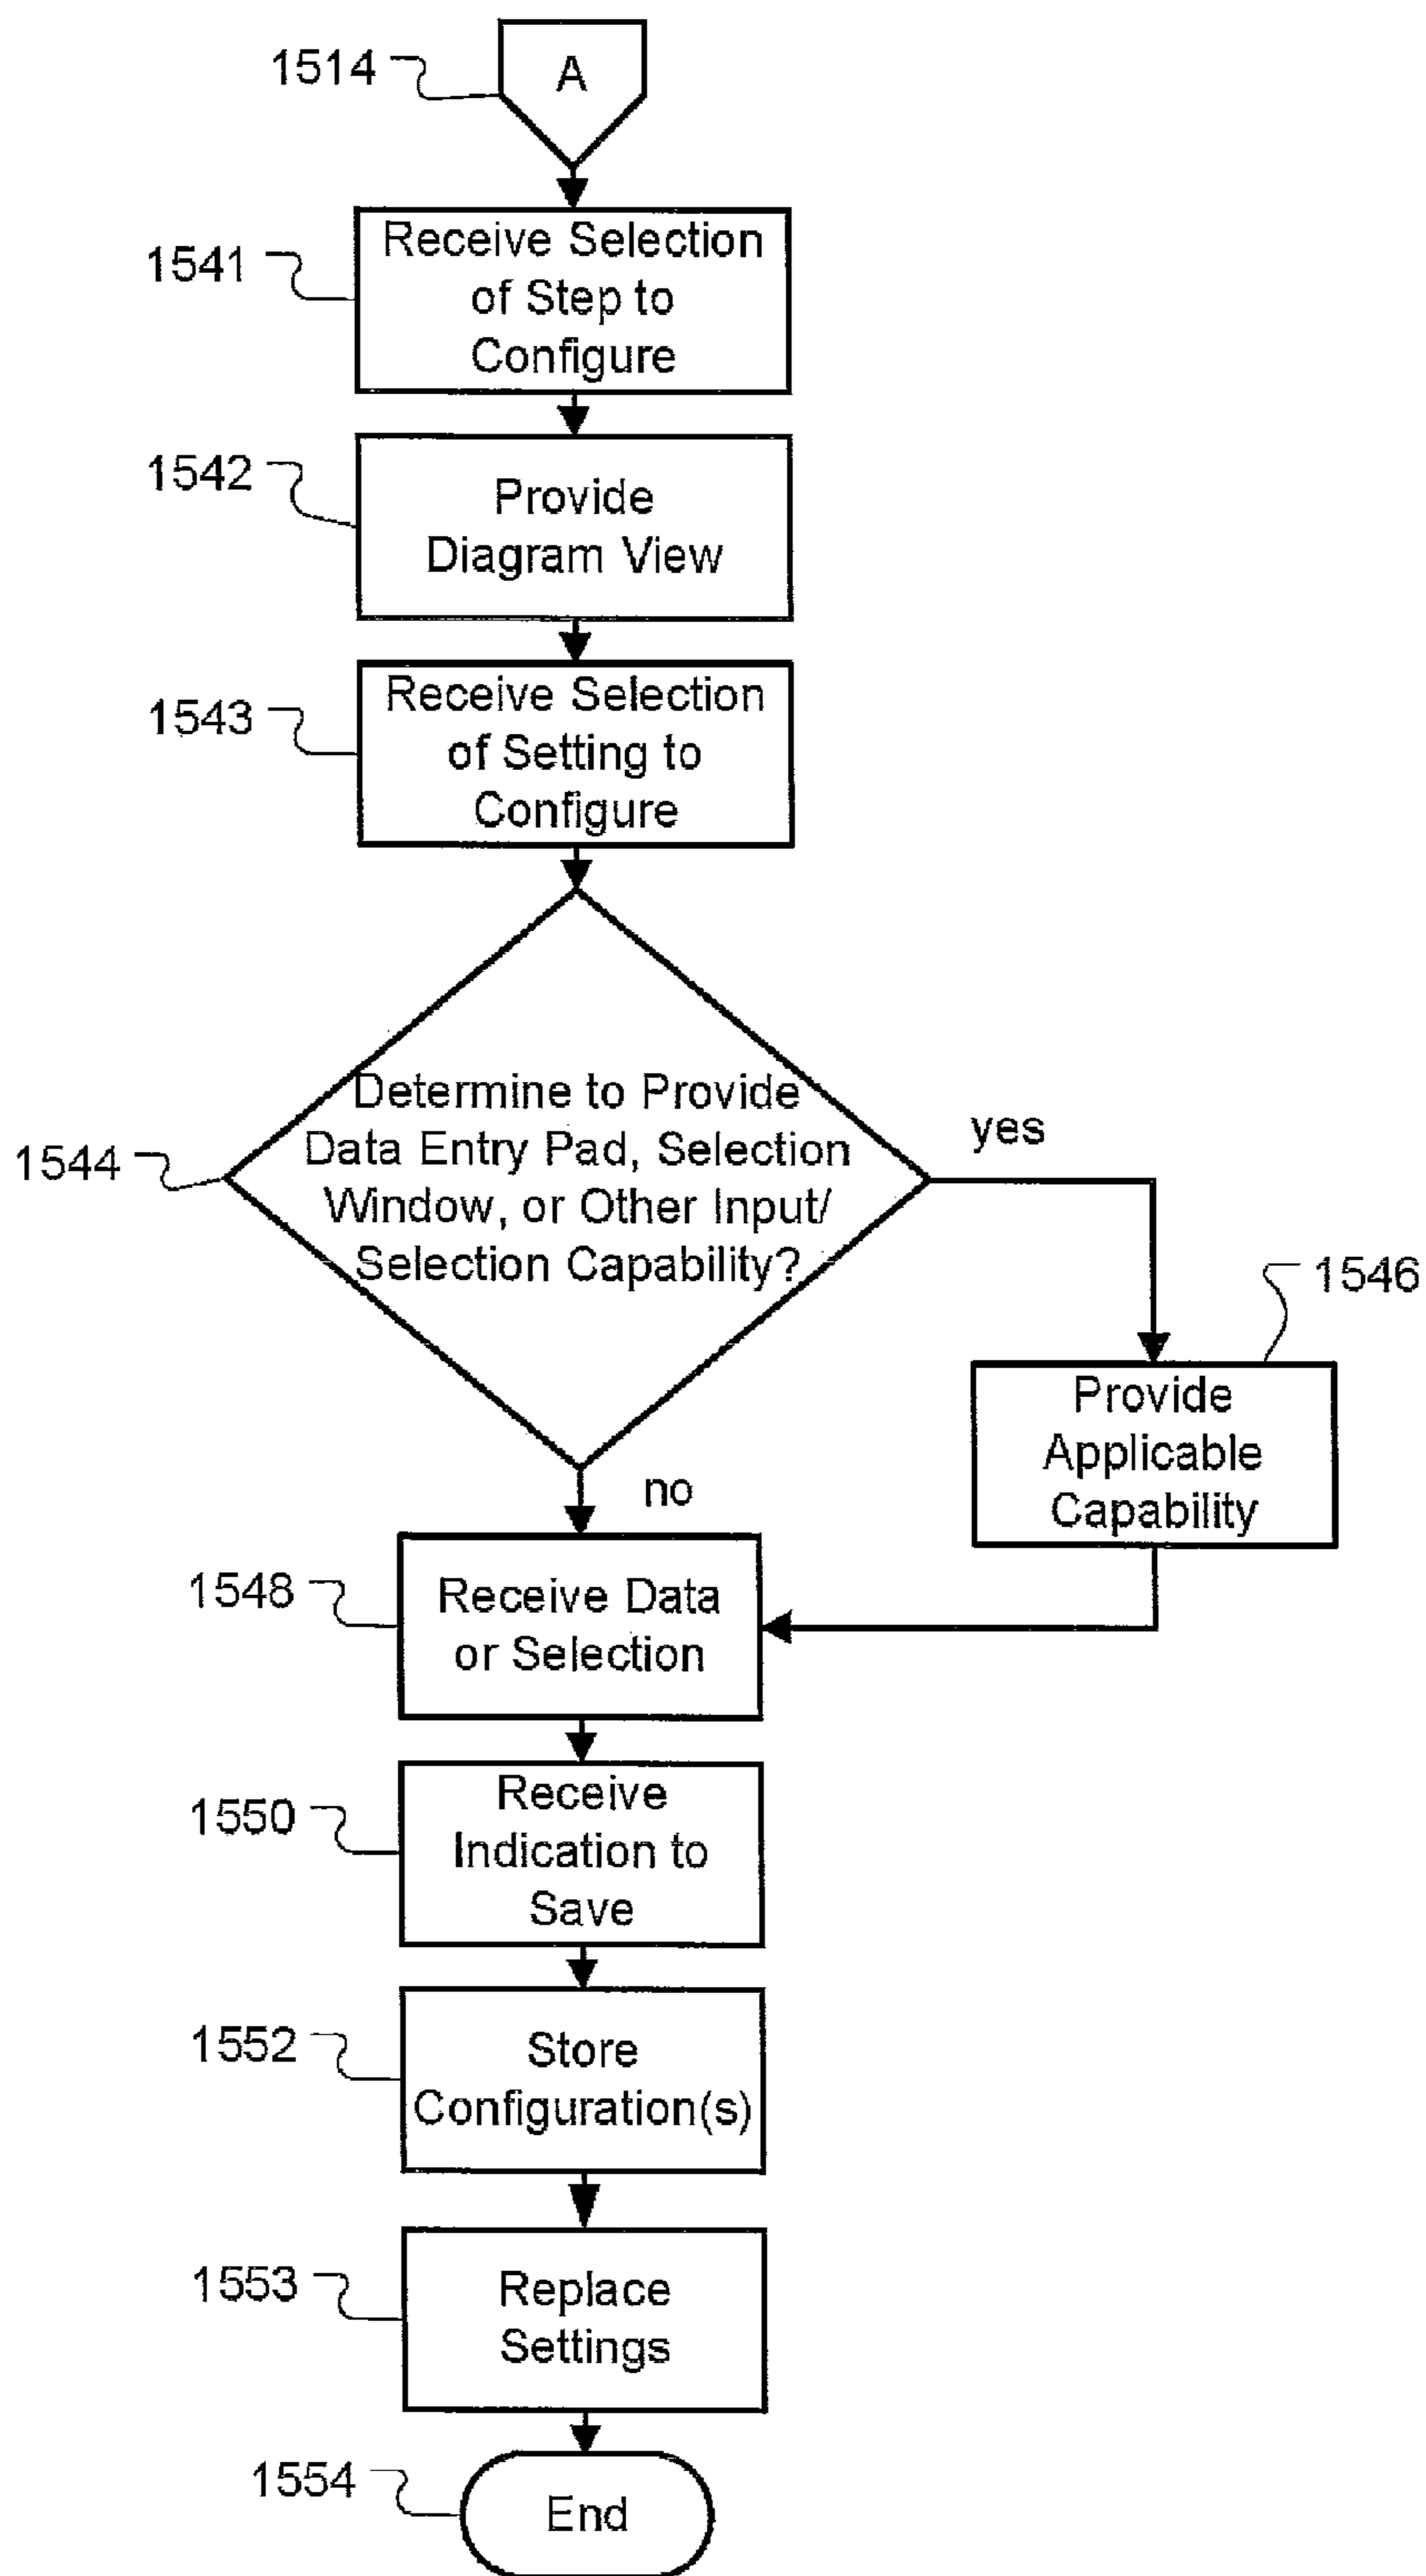 1514
A
1541
Receive Selection
of Step to
Configure
1542
Provide
Diagram View
1543
Receive Selection
of Setting to
Configure
1544
Determine to Provide
Data Entry Pad, Selection
Window, or Other Input/
Selection Capability?
yes
1546
Provide
Applicable
Capability
no
1548
Receive Data
or Selection
1550
Receive
Indication to
Save
1552
Store
Configuration(s)
1553
Replace
Settings
1554
End